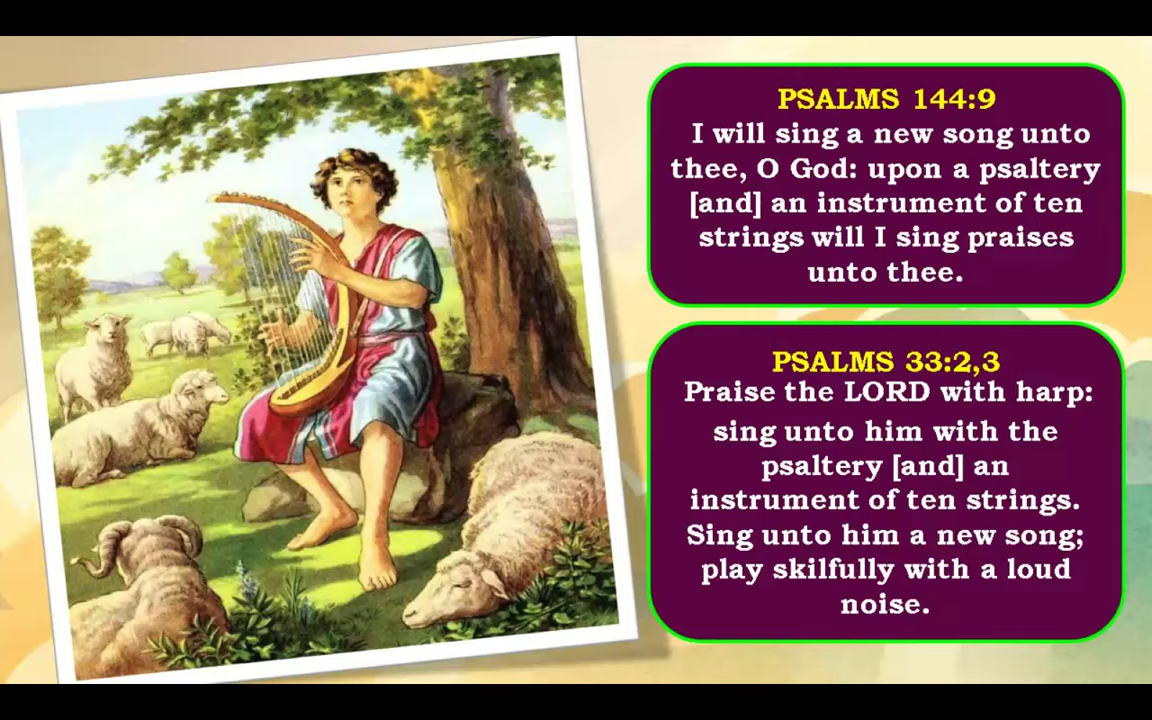 PSALMS 144:9
I will sing a new song unto
thee, O God: upon a psaltery
[and] an instrument of ten
strings will I sing praises
unto thee.
PSALMS 33:2,3
Praise the LORD with harp:
sing unto him with the
psaltery [and] an
instrument of ten strings.
Sing unto him a new song;
play skilfully with a loud
noise.